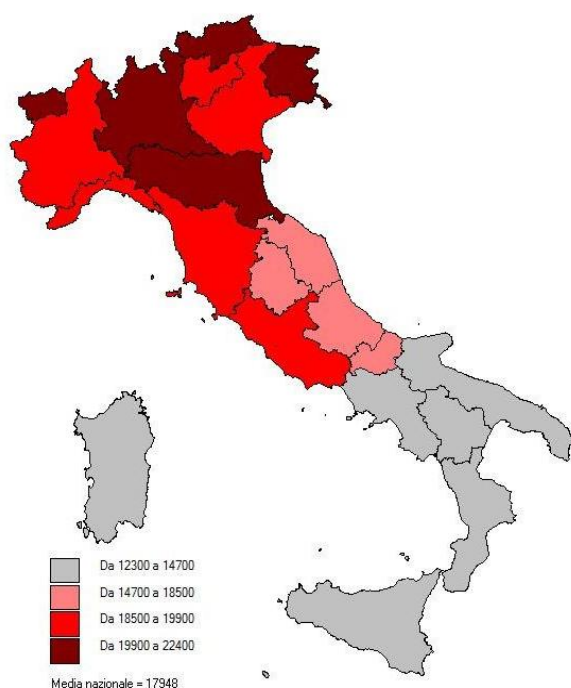 Da 12300 a 14700
Da 14700 a 18500
Da 18500 a 19900
Da 19900 a 22400
Media nazionale = 17948